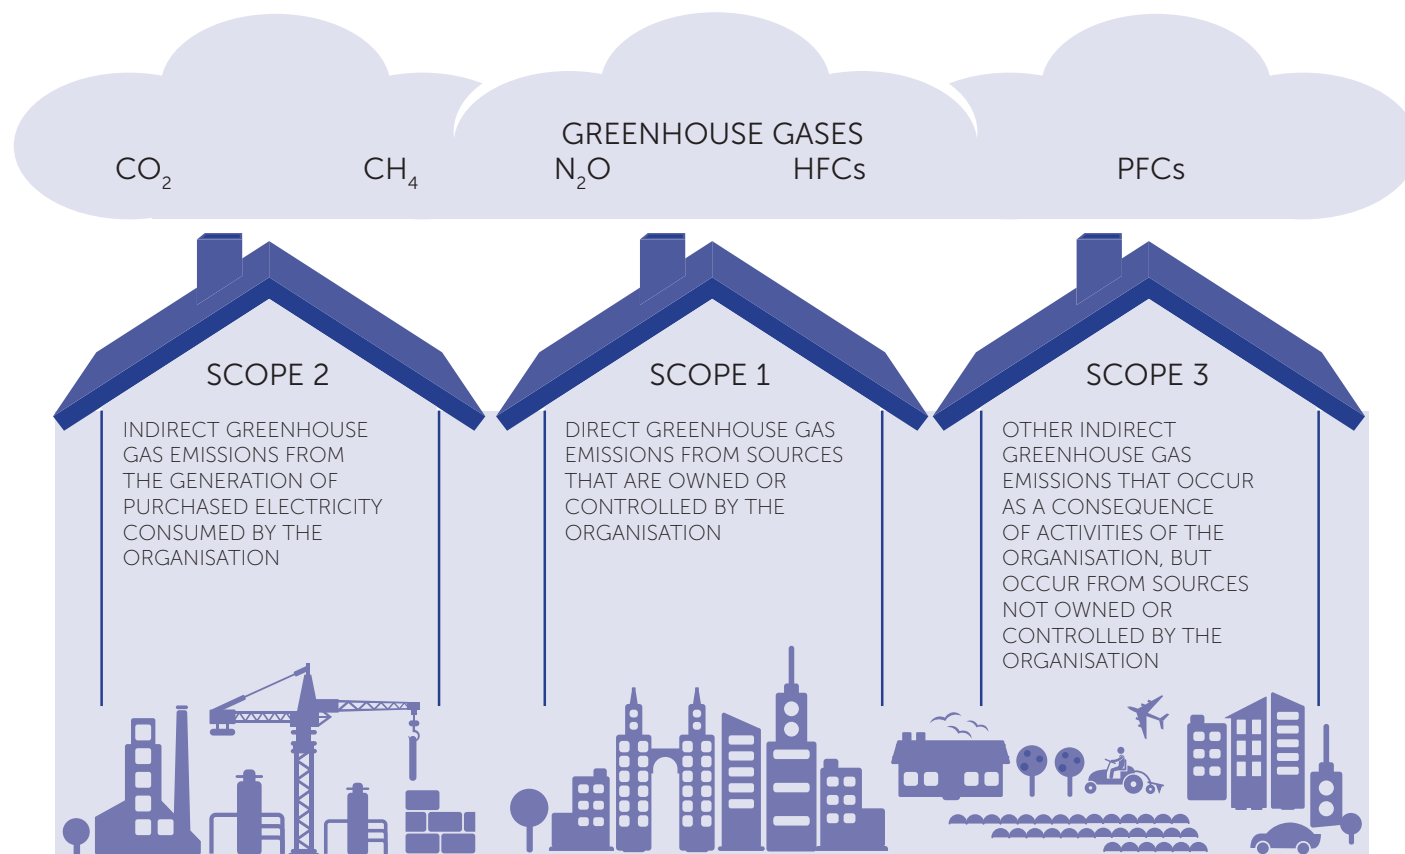 GREENHOUSE GASES
CO₂ CH₄ N₂O HFCs PFCs
SCOPE 2
INDIRECT GREENHOUSE
GAS EMISSIONS FROM
THE GENERATION OF
PURCHASED ELECTRICITY
CONSUMED BY THE
ORGANISATION
SCOPE 1
DIRECT GREENHOUSE GAS
EMISSIONS FROM SOURCES
THAT ARE OWNED OR
CONTROLLED BY THE
ORGANISATION
SCOPE 3
OTHER INDIRECT
GREENHOUSE GAS
EMISSIONS THAT OCCUR
AS A CONSEQUENCE
OF ACTIVITIES OF THE
ORGANISATION, BUT
OCCUR FROM SOURCES
NOT OWNED OR
CONTROLLED BY THE
ORGANISATION